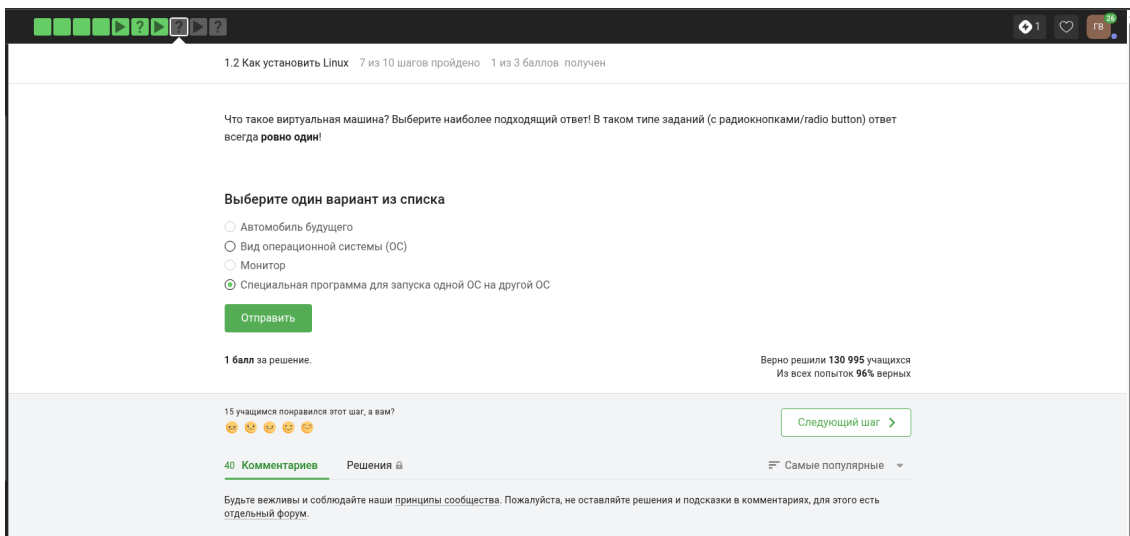 ? ? ? 1 ГВ 26
1.2 Как установить Linux 7 из 10 шагов пройдено 1 из 3 баллов получен
Что такое виртуальная машина? Выберите наиболее подходящий ответ! В таком типе заданий (с радиокнопками/radio button) ответ
всегда ровно один!
Выберите один вариант из списка
Автомобиль будущего
Вид операционной системы (ОС)
Монитор
Специальная программа для запуска одной ОС на другой ОС
Отправить
1 балл за решение.
Верно решили 130 995 учащихся
Из всех попыток 96% верных
15 учащимся понравился этот шаг, а вам?
Следующий шаг
40 Комментариев Решения Самые популярные
Будьте вежливы и соблюдайте наши принципы сообщества. Пожалуйста, не оставляйте решения и подсказки в комментариях, для этого есть
отдельный форум.